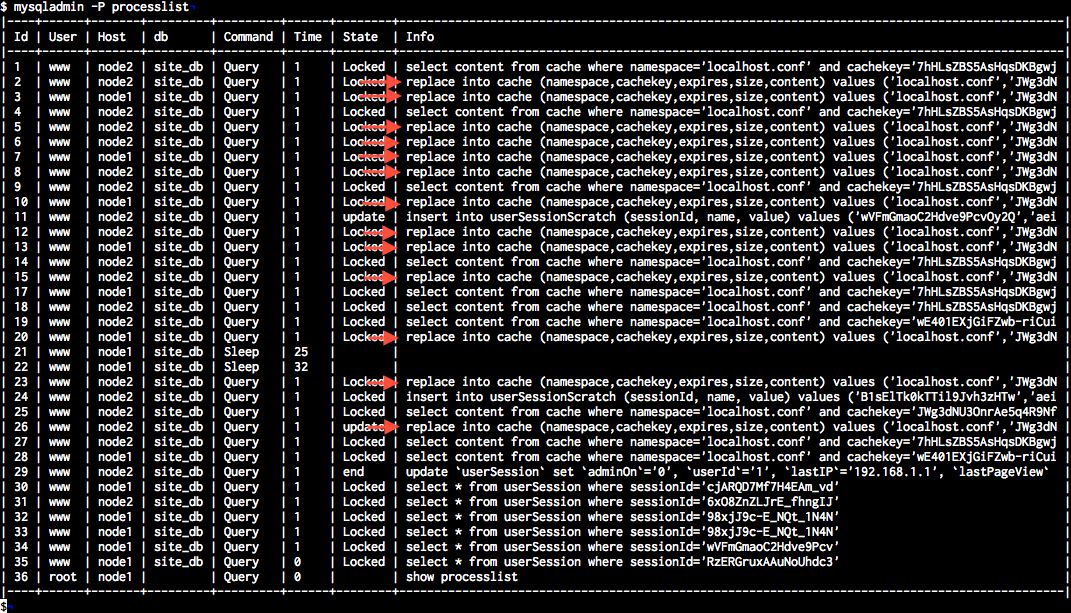 $ mysqladmin -P processlist
| Id | User | Host | db | Command | Time | State | Info
| 1 | www | node2 | site_db | Query | 1 | Locked | select content from cache where namespace='localhost.conf' and cachekey='7hHLsZBS5AsHqsDKBgwj
| 2 | www | node2 | site_db | Query | 1 | Locked | replace into cache (namespace,cachekey,expires,size,content) values ('localhost.conf','JWg3dN
| 3 | www | node1 | site_db | Query | 1 | Locked | replace into cache (namespace,cachekey,expires,size,content) values ('localhost.conf','JWg3dN
| 4 | www | node2 | site_db | Query | 1 | Locked | select content from cache where namespace='localhost.conf' and cachekey='7hHLsZBS5AsHqsDKBgwj
| 5 | www | node2 | site_db | Query | 1 | Locked | replace into cache (namespace,cachekey,expires,size,content) values ('localhost.conf','JWg3dN
| 6 | www | node2 | site_db | Query | 1 | Locked | replace into cache (namespace,cachekey,expires,size,content) values ('localhost.conf','JWg3dN
| 7 | www | node1 | site_db | Query | 1 | Locked | replace into cache (namespace,cachekey,expires,size,content) values ('localhost.conf','JWg3dN
| 8 | www | node2 | site_db | Query | 1 | Locked | replace into cache (namespace,cachekey,expires,size,content) values ('localhost.conf','JWg3dN
| 9 | www | node2 | site_db | Query | 1 | Locked | select content from cache where namespace='localhost.conf' and cachekey='7hHLsZBS5AsHqsDKBgwj
| 10 | www | node1 | site_db | Query | 1 | Locked | replace into cache (namespace,cachekey,expires,size,content) values ('localhost.conf','JWg3dN
| 11 | www | node2 | site_db | Query | 1 | update | insert into userSessionScratch (sessionId, name, value) values ('wVFmGmaoC2Hdve9PcvOy2Q','aei
| 12 | www | node2 | site_db | Query | 1 | Locked | replace into cache (namespace,cachekey,expires,size,content) values ('localhost.conf','JWg3dN
| 13 | www | node1 | site_db | Query | 1 | Locked | replace into cache (namespace,cachekey,expires,size,content) values ('localhost.conf','JWg3dN
| 14 | www | node2 | site_db | Query | 1 | Locked | select content from cache where namespace='localhost.conf' and cachekey='7hHLsZBS5AsHqsDKBgwj
| 15 | www | node2 | site_db | Query | 1 | Locked | replace into cache (namespace,cachekey,expires,size,content) values ('localhost.conf','JWg3dN
| 17 | www | node1 | site_db | Query | 1 | Locked | select content from cache where namespace='localhost.conf' and cachekey='7hHLsZBS5AsHqsDKBgwj
| 18 | www | node2 | site_db | Query | 1 | Locked | select content from cache where namespace='localhost.conf' and cachekey='7hHLsZBS5AsHqsDKBgwj
| 19 | www | node2 | site_db | Query | 1 | Locked | select content from cache where namespace='localhost.conf' and cachekey='wE401EXjGiFZwb-riCui
| 20 | www | node1 | site_db | Query | 1 | Locked | replace into cache (namespace,cachekey,expires,size,content) values ('localhost.conf','JWg3dN
| 21 | www | node1 | site_db | Sleep | 25 | |
| 22 | www | node1 | site_db | Sleep | 32 | |
| 23 | www | node2 | site_db | Query | 1 | Locked | replace into cache (namespace,cachekey,expires,size,content) values ('localhost.conf','JWg3dN
| 24 | www | node2 | site_db | Query | 1 | Locked | insert into userSessionScratch (sessionId, name, value) values ('B1sElTk0kTTil9Jvh3zHTw','aei
| 25 | www | node2 | site_db | Query | 1 | Locked | select content from cache where namespace='localhost.conf' and cachekey='JWg3dNU3OnrAe5q4R9Nf
| 26 | www | node2 | site_db | Query | 1 | update | replace into cache (namespace,cachekey,expires,size,content) values ('localhost.conf','JWg3dN
| 27 | www | node2 | site_db | Query | 1 | Locked | select content from cache where namespace='localhost.conf' and cachekey='7hHLsZBS5AsHqsDKBgwj
| 28 | www | node1 | site_db | Query | 1 | Locked | select content from cache where namespace='localhost.conf' and cachekey='wE401EXjGiFZwb-riCui
| 29 | www | node2 | site_db | Query | 1 | end | update `userSession` set `adminOn`='0', `userId`='1', `lastIP`='192.168.1.1', `lastPageView`
| 30 | www | node1 | site_db | Query | 1 | Locked | select * from userSession where sessionId='cjARQD7Mf7H4EAm_vd'
| 31 | www | node2 | site_db | Query | 1 | Locked | select * from userSession where sessionId='6xO8ZnZLJrE_fhngIJ'
| 32 | www | node1 | site_db | Query | 1 | Locked | select * from userSession where sessionId='98xjJ9c-E_NQt_1N4N'
| 33 | www | node1 | site_db | Query | 1 | Locked | select * from userSession where sessionId='98xjJ9c-E_NQt_1N4N'
| 34 | www | node1 | site_db | Query | 1 | Locked | select * from userSession where sessionId='wVFmGmaoC2Hdve9Pcv'
| 35 | www | node1 | site_db | Query | 0 | Locked | select * from userSession where sessionId='RzERGruxAAuNoUhdc3'
| 36 | root | node1 | | Query | 0 | | show processlist
$